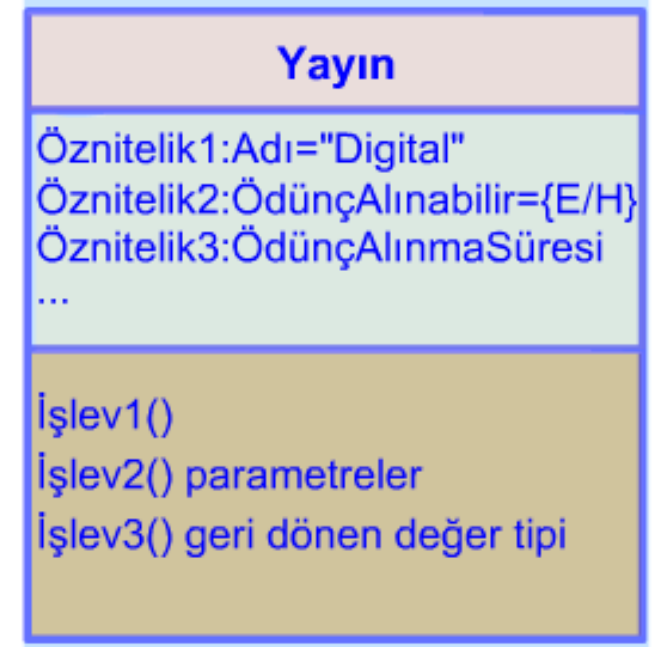 Yayın
Öznitelik1:Adı="Digital"
Öznitelik2:ÖdünçAlınabilir={E/H}
Öznitelik3:ÖdünçAlınmaSüresi
...
İşlev1()
İşlev2() parametreler
İşlev3() geri dönen değer tipi